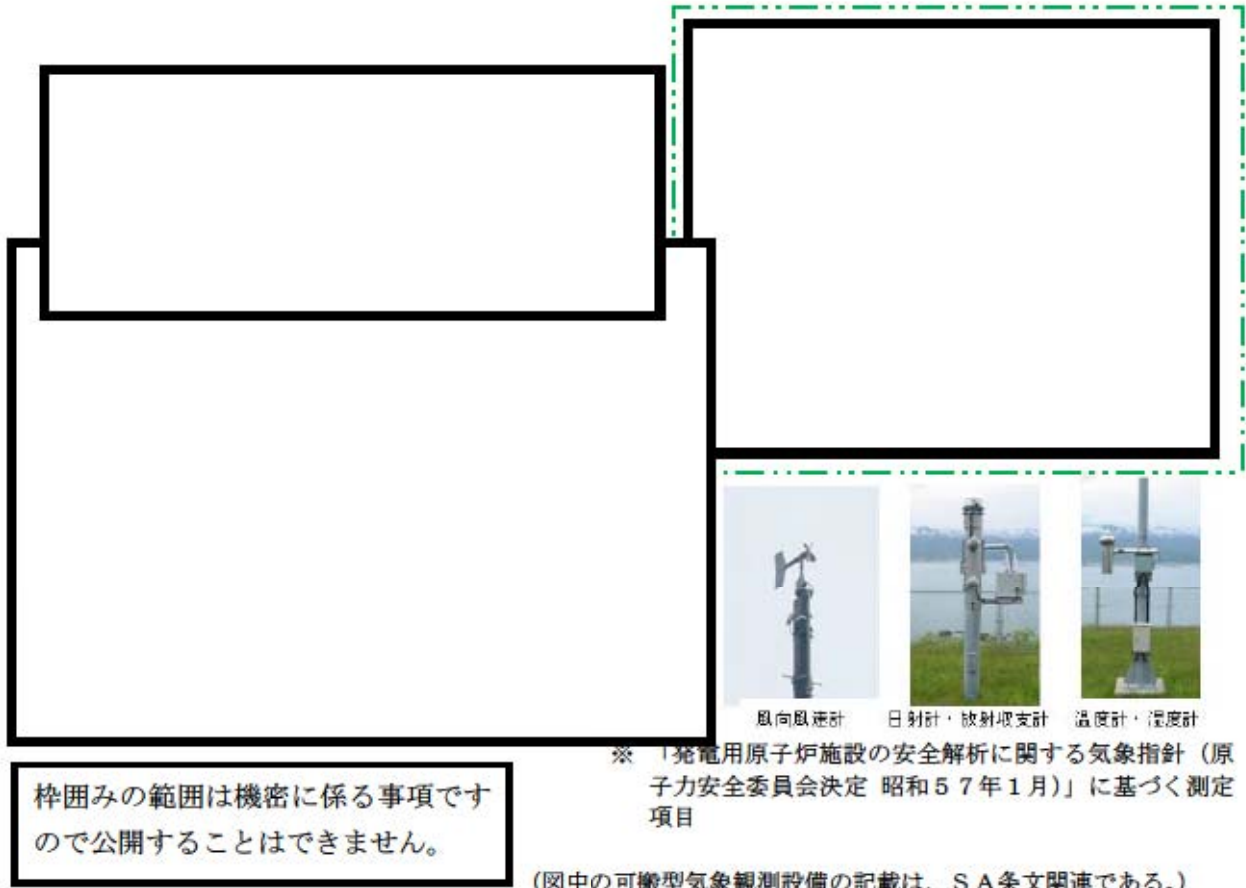 風向風速計
日射計・放射収支計
温度計・湿度計
※ 「発電用原子炉施設の安全解析に関する気象指針(原
子力安全委員会決定 昭和57年1月)」に基づく測定
項目
枠囲みの範囲は機密に係る事項です
ので公開することはできません。
(図中の可搬型気象観測設備の記載は、SA条文関連である。)